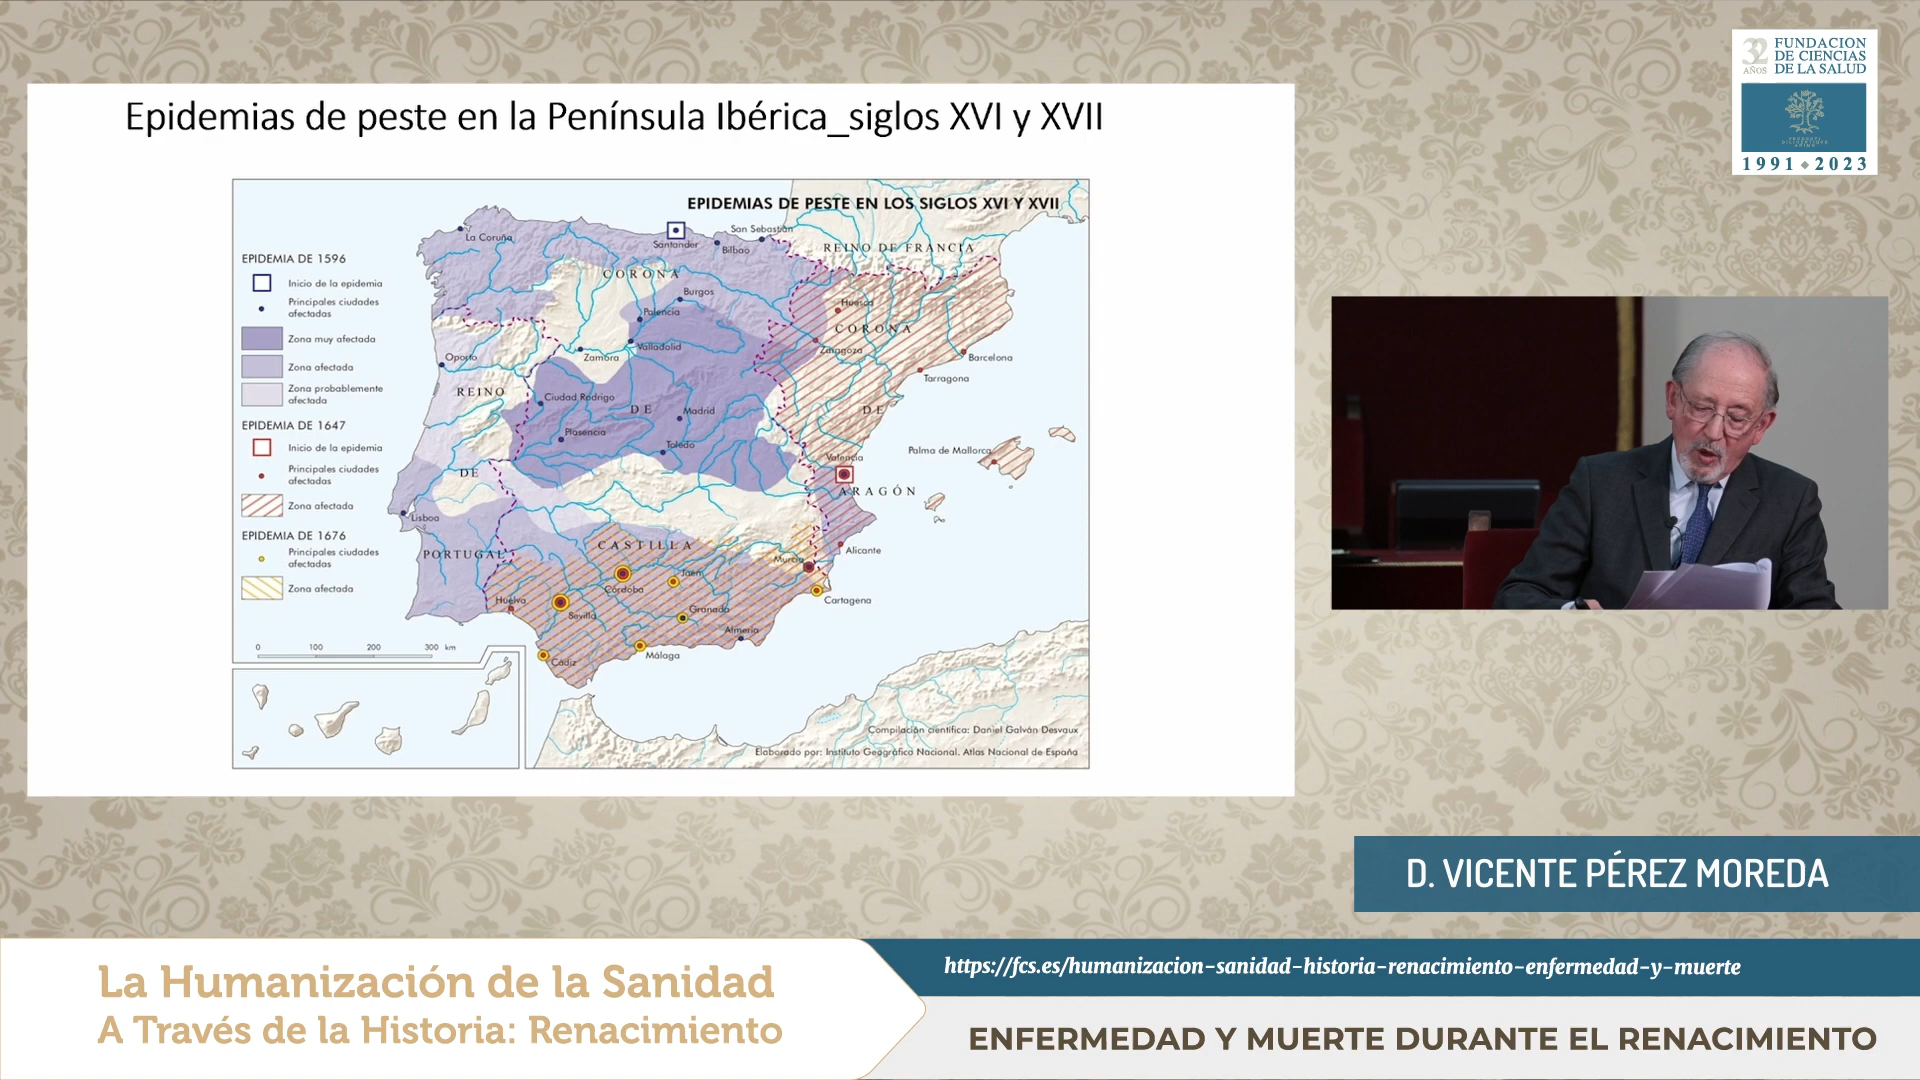 Epidemias de peste en la Península Ibérica_siglos XVI y XVII
EPIDEMIAS DE PESTE EN LOS SIGLOS XVI Y XVII
EPIDEMIA DE 1596
Inicio de la epidemia
Principales ciudades
afectadas
Zona muy afectada
Zona afectada
Zona probablemente
afectada
EPIDEMIA DE 1647
Inicio de la epidemia
Principales ciudades
afectadas
Zona afectada
EPIDEMIA DE 1676
Principales ciudades
afectadas
Zona afectada
0 100 200 300 km
La Coruña
Santander
Bilbao
San Sebastián
REINO DE FRANCIA
CORONA
Burgos
Palencia
Valladolid
Zamora
Huesca
CORONA
Zaragoza
Barcelona
Tarragona
Oporto
REINO
Ciudad Rodrigo
DE
Madrid
DE
Plasencia
Toledo
Valencia
Palma de Mallorca
DE
ARAGÓN
Lisboa
PORTUGAL
CASTILLA
Alicante
Murcia
Jaén
Córdoba
Cartagena
Huelva
Sevilla
Granada
Almería
Málaga
Cádiz
Compilación científica: Daniel Galván Desvaux
Elaborado por: Instituto Geográfico Nacional. Atlas Nacional de España
32
AÑOS
FUNDACION
DE CIENCIAS
DE LA SALUD
1991 ◆ 2023
D. VICENTE PÉREZ MOREDA
La Humanización de la Sanidad
A Través de la Historia: Renacimiento
https://fcs.es/humanizacion-sanidad-historia-renacimiento-enfermedad-y-muerte
ENFERMEDAD Y MUERTE DURANTE EL RENACIMIENTO